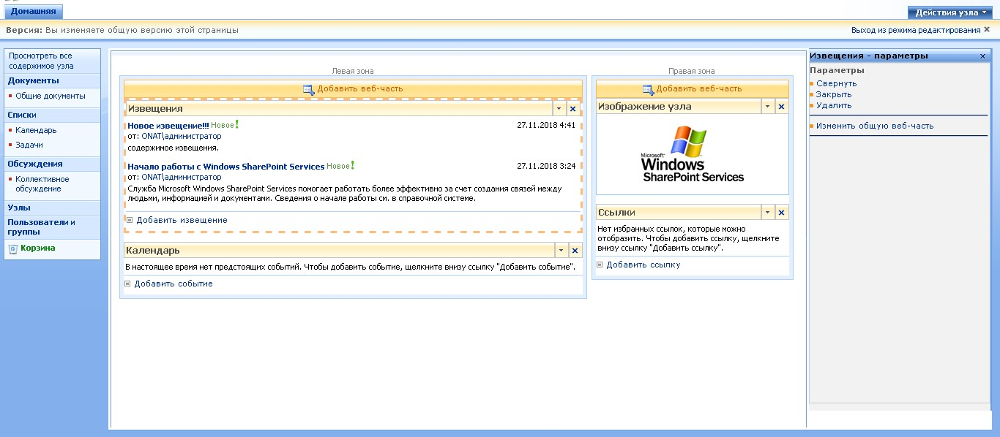 Домашняя
Действия узла
Версия: Вы изменяете общую версию этой страницы
Выход из режима редактирования
Просмотреть все
содержимое узла
Документы
Общие документы
Списки
Календарь
Задачи
Обсуждения
Коллективное
обсуждение
Узлы
Пользователи и
группы
Корзина
Левая зона
Добавить веб-часть
Извещения
Новое извещение!!! Новое! 27.11.2018 4:41
от: ONAT\администратор
содержимое извещения.
Начало работы с Windows SharePoint Services Новое! 27.11.2018 3:24
от: ONAT\администратор
Служба Microsoft Windows SharePoint Services помогает работать более эффективно за счет создания связей между
людьми, информацией и документами. Сведения о начале работы см. в справочной системе.
Добавить извещение
Календарь
В настоящее время нет предстоящих событий. Чтобы добавить событие, щелкните внизу ссылку "Добавить событие".
Добавить событие
Правая зона
Добавить веб-часть
Изображение узла
Microsoft
Windows
SharePoint Services
Ссылки
Нет избранных ссылок, которые можно
отобразить. Чтобы добавить ссылку, щелкните
внизу ссылку "Добавить ссылку".
Добавить ссылку
Извещения - параметры
Параметры
Свернуть
Закрыть
Удалить
Изменить общую веб-часть